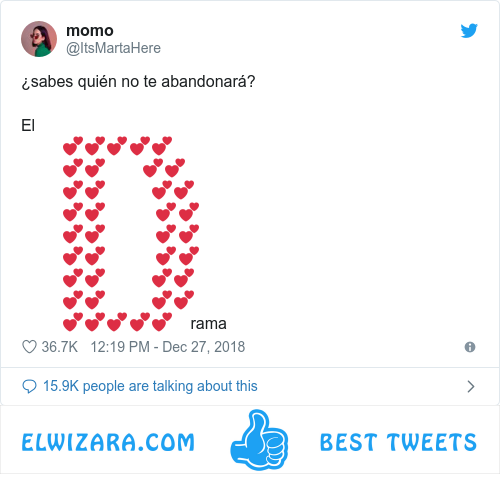 momo
@ItsMartaHere
¿sabes quién no te abandonará?
El
💕💕💕💕💕
💕💕 💕💕
💕💕 💕💕
💕💕 💕💕
💕💕 💕💕
💕💕 💕💕
💕💕 💕💕
💕💕 💕💕
💕💕💕💕💕 rama
36.7K 12:19 PM - Dec 27, 2018
15.9K people are talking about this
ELWIZARA.COM BEST TWEETS